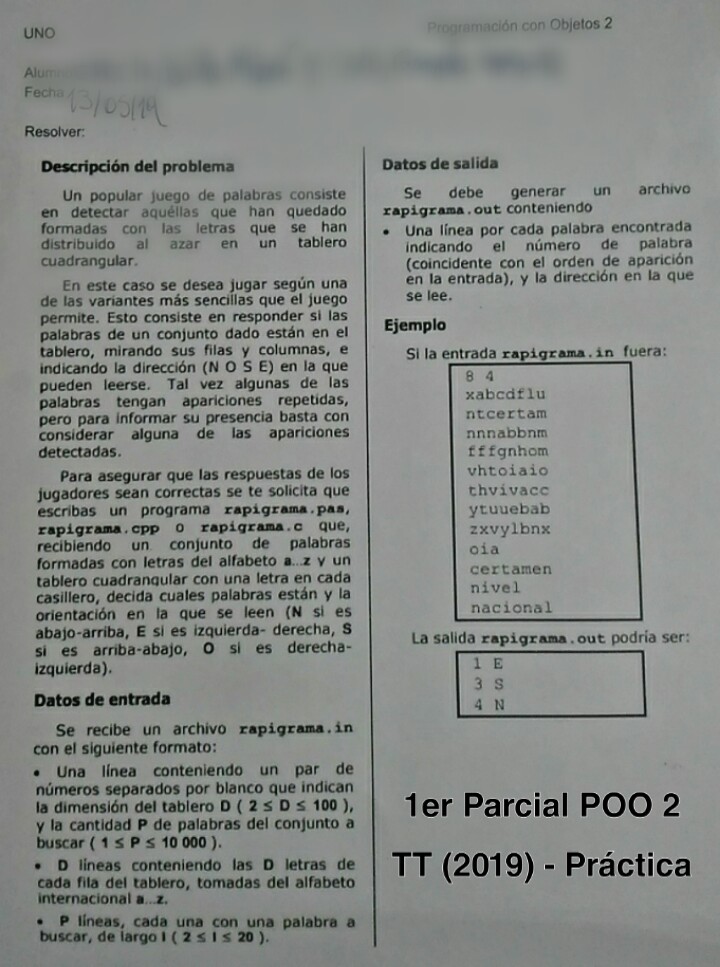 UNO
Programación con Objetos 2
Fecha 13/05/19
Resolver:
Descripción del problema
Un popular juego de palabras consiste
en detectar aquéllas que han quedado
formadas con las letras que se han
distribuido al azar en un tablero
cuadrangular.
En este caso se desea jugar según una
de las variantes más sencillas que el juego
permite. Esto consiste en responder si las
palabras de un conjunto dado están en el
tablero, mirando sus filas y columnas, e
indicando la dirección (N O S E) en la que
pueden leerse. Tal vez algunas de las
palabras tengan apariciones repetidas,
pero para informar su presencia basta con
considerar alguna de las apariciones
detectadas.
Para asegurar que las respuestas de los
jugadores sean correctas se te solicita que
escribas un programa rapigrama.pas,
rapigrama.cpp o rapigrama.c que,
recibiendo un conjunto de palabras
formadas con letras del alfabeto a...z y un
tablero cuadrangular con una letra en cada
casillero, decida cuales palabras están y la
orientación en la que se leen (N si es
abajo-arriba, E si es izquierda- derecha, S
si es arriba-abajo, O si es derecha-
izquierda).
Datos de entrada
Se recibe un archivo rapigrama.in
con el siguiente formato:
• Una línea conteniendo un par de
números separados por blanco que indican
la dimensión del tablero D ( 2 ≤ D ≤ 100 ),
y la cantidad P de palabras del conjunto a
buscar ( 1 ≤ P ≤ 10 000 ).
• D líneas conteniendo las D letras de
cada fila del tablero, tomadas del alfabeto
internacional a...z.
• P líneas, cada una con una palabra a
buscar, de largo l ( 2 ≤ l ≤ 20 ).
Datos de salida
Se debe generar un archivo
rapigrama.out conteniendo
• Una línea por cada palabra encontrada
indicando el número de palabra
(coincidente con el orden de aparición
en la entrada), y la dirección en la que
se lee.
Ejemplo
Si la entrada rapigrama.in fuera:
8 4
xabcdflu
ntcertam
nnnabbnm
fffgnhom
vhtoiaio
thvivacc
ytuuebab
zxvylbnx
oia
certamen
nivel
nacional
La salida rapigrama.out podría ser:
1 E
3 S
4 N
1er Parcial POO 2
TT (2019) - Práctica